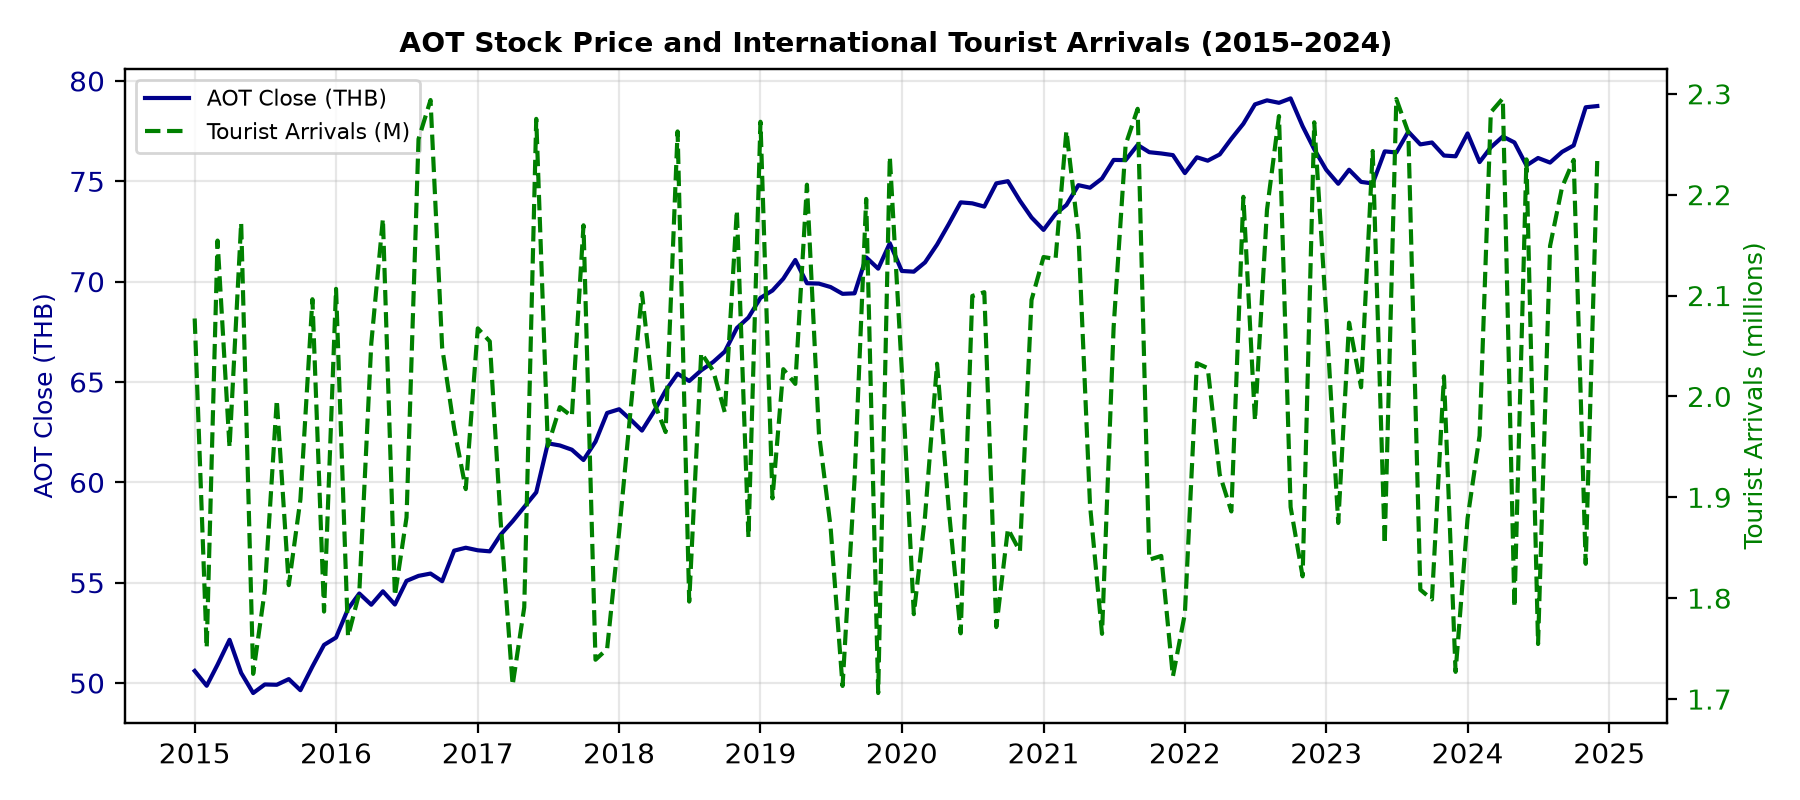 AOT Stock Price and International Tourist Arrivals (2015–2024)
AOT Close (THB)
Tourist Arrivals (M)
80
75
70
65
60
55
50
AOT Close (THB)
2.3
2.2
2.1
2.0
1.9
1.8
1.7
Tourist Arrivals (millions)
2015 2016 2017 2018 2019 2020 2021 2022 2023 2024 2025